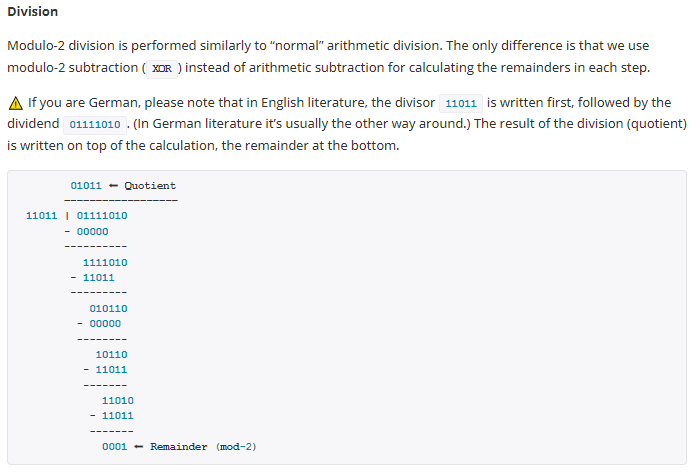 Division
Modulo-2 division is performed similarly to “normal” arithmetic division. The only difference is that we use
modulo-2 subtraction ( XOR ) instead of arithmetic subtraction for calculating the remainders in each step.
⚠ If you are German, please note that in English literature, the divisor 11011 is written first, followed by the
dividend 01111010 . (In German literature it’s usually the other way around.) The result of the division (quotient)
is written on top of the calculation, the remainder at the bottom.
01011 ← Quotient
------------------
11011 | 01111010
- 00000
----------
1111010
- 11011
---------
010110
- 00000
--------
10110
- 11011
-------
11010
- 11011
-------
0001 ← Remainder (mod-2)